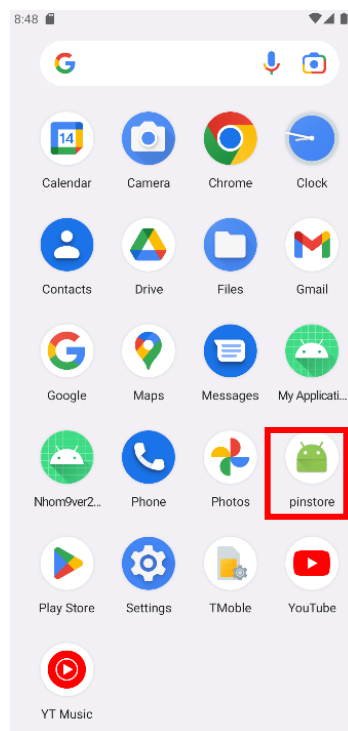 8:48
14
Calendar Camera Chrome Clock
Contacts Drive Files Gmail
Google Maps Messages My Applicati...
Nhom9ver2... Phone Photos pinstore
Play Store Settings TMoble YouTube
YT Music